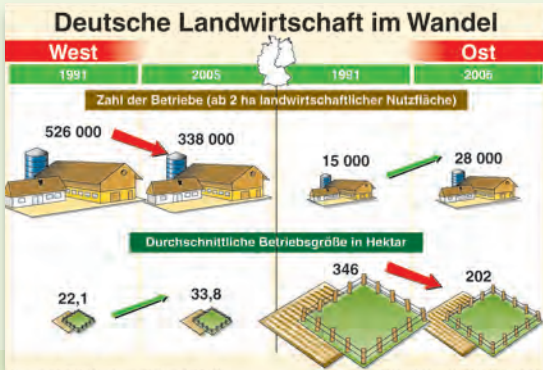 Deutsche Landwirtschaft im Wandel
West Ost
1991 2005 1991 2005
Zahl der Betriebe (ab 2 ha landwirtschaftlicher Nutzfläche)
526 000 338 000 15 000 28 000
Durchschnittliche Betriebsgröße in Hektar
22,1 33,8 346 202